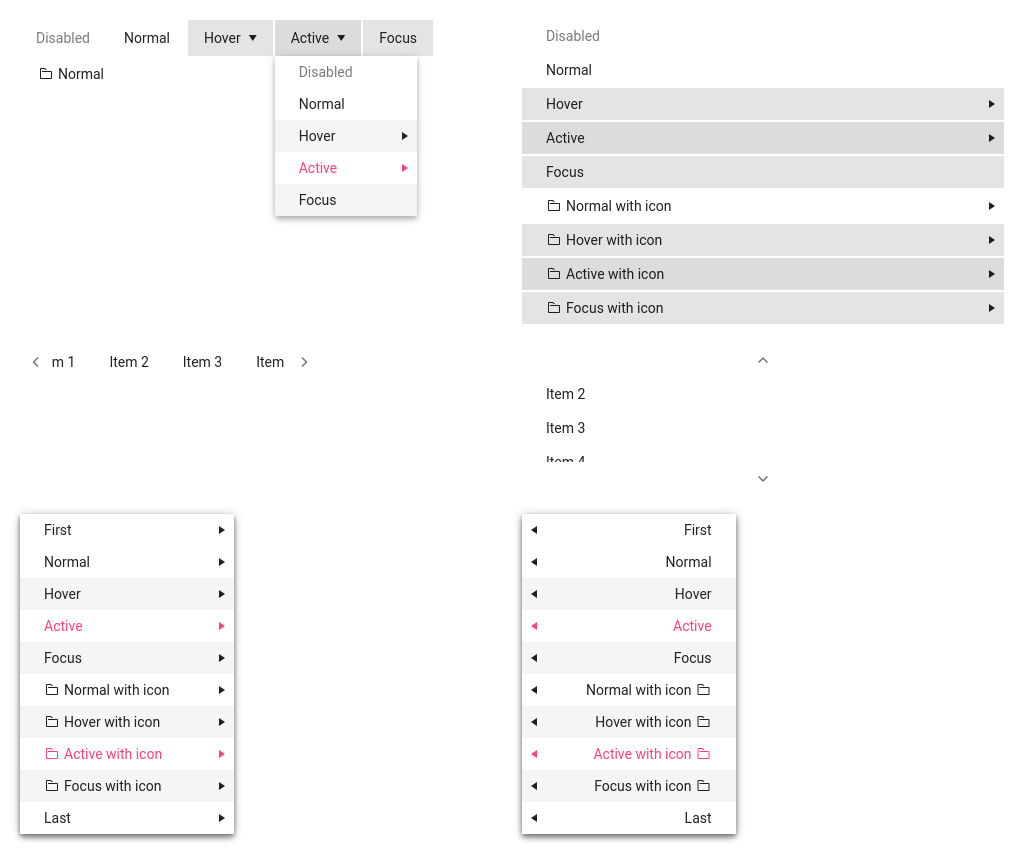 Disabled Normal Hover Active Focus
Normal
Disabled
Normal
Hover
Active
Focus
Disabled
Normal
Hover
Active
Focus
Normal with icon
Hover with icon
Active with icon
Focus with icon
m 1 Item 2 Item 3 Item
Item 2
Item 3
Item 4
First
Normal
Hover
Active
Focus
Normal with icon
Hover with icon
Active with icon
Focus with icon
Last
First
Normal
Hover
Active
Focus
Normal with icon
Hover with icon
Active with icon
Focus with icon
Last